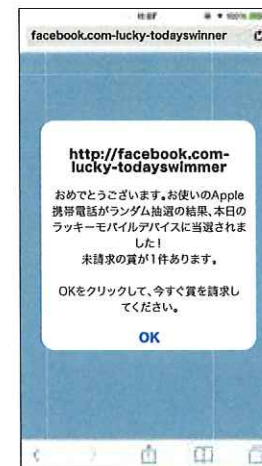 100%
facebook.com-lucky-todayswinner
http://facebook.com-
lucky-todayswimmer
おめでとうございます。お使いのApple
携帯電話がランダム抽選の結果、本日の
ラッキーモバイルデバイスに当選されま
した!
未請求の賞が1件あります。
OKをクリックして、今すぐ賞を請求し
てください。
OK